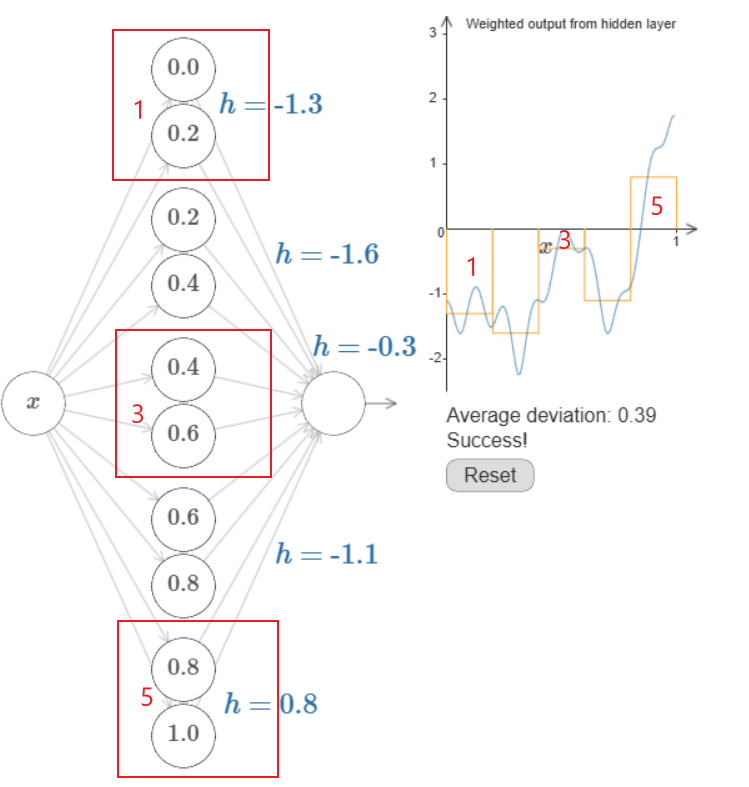 0.0
1
h = -1.3
0.2
0.2
h = -1.6
0.4
h = -0.3
0.4
x
3
0.6
0.6
h = -1.1
0.8
0.8
5
h = 0.8
1.0
Weighted output from hidden layer
3
2
1
0
-1
-2
x
1
1
3
5
Average deviation: 0.39
Success!
Reset